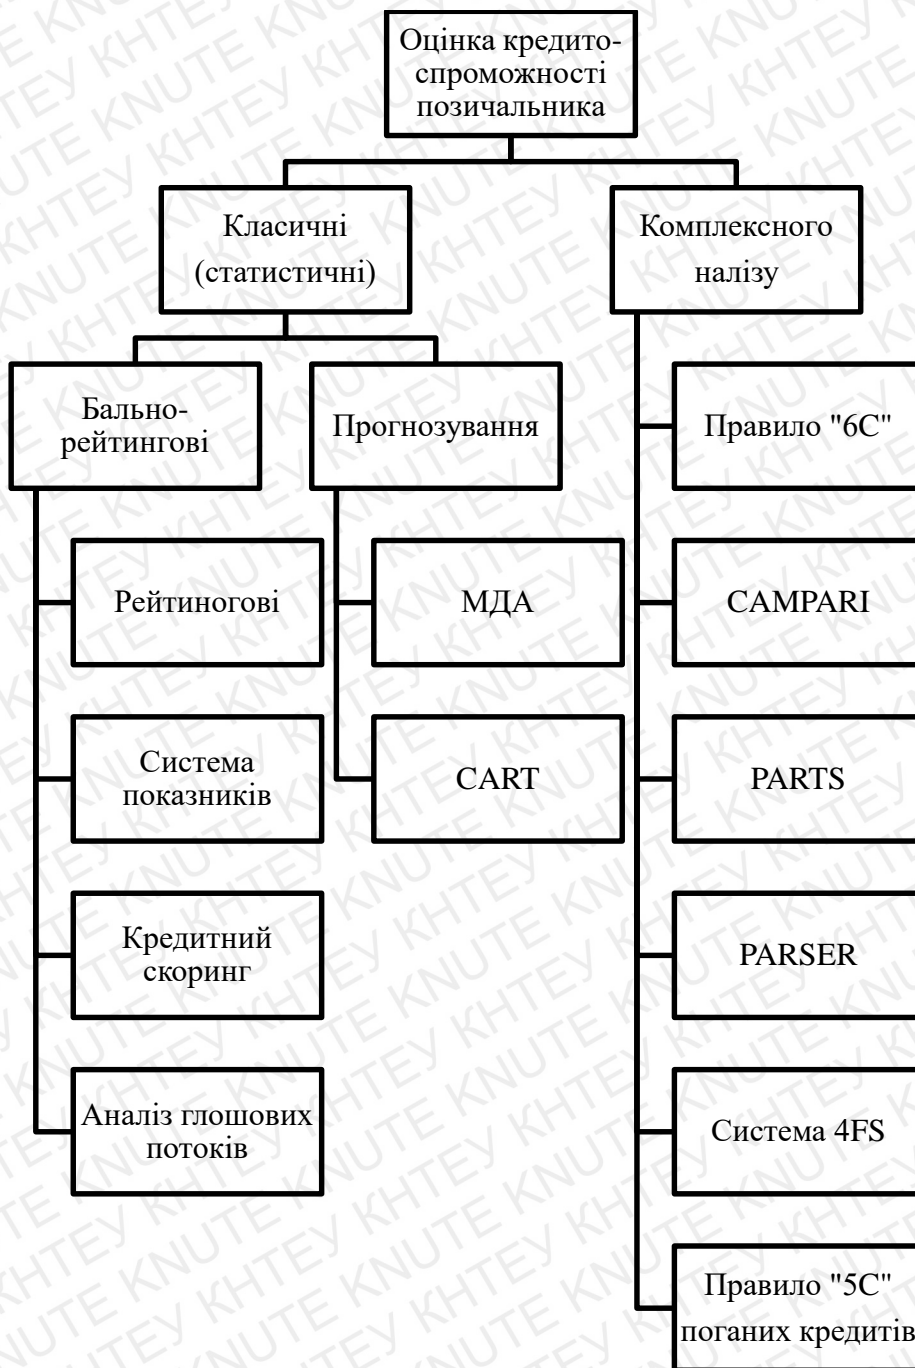 Оцінка кредито-
спроможності
позичальника
Класичні
(статистичні)
Комплексного
налізу
Бально-
рейтингові
Прогнозування
Правило "6С"
Рейтиногові
МДА
CAMPARI
Система
показників
CART
PARTS
Кредитний
скоринг
PARSER
Аналіз глошових
потоків
Система 4FS
Правило "5С"
поганих кредитів